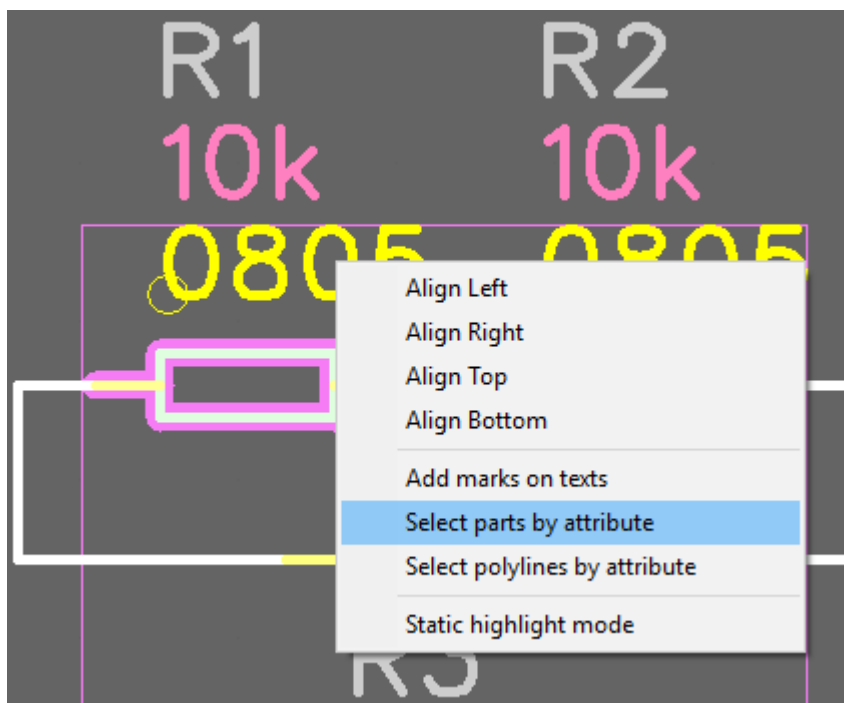 R1 R2
10k 10k
0805 0805
Align Left
Align Right
Align Top
Align Bottom
Add marks on texts
Select parts by attribute
Select polylines by attribute
Static highlight mode
R3